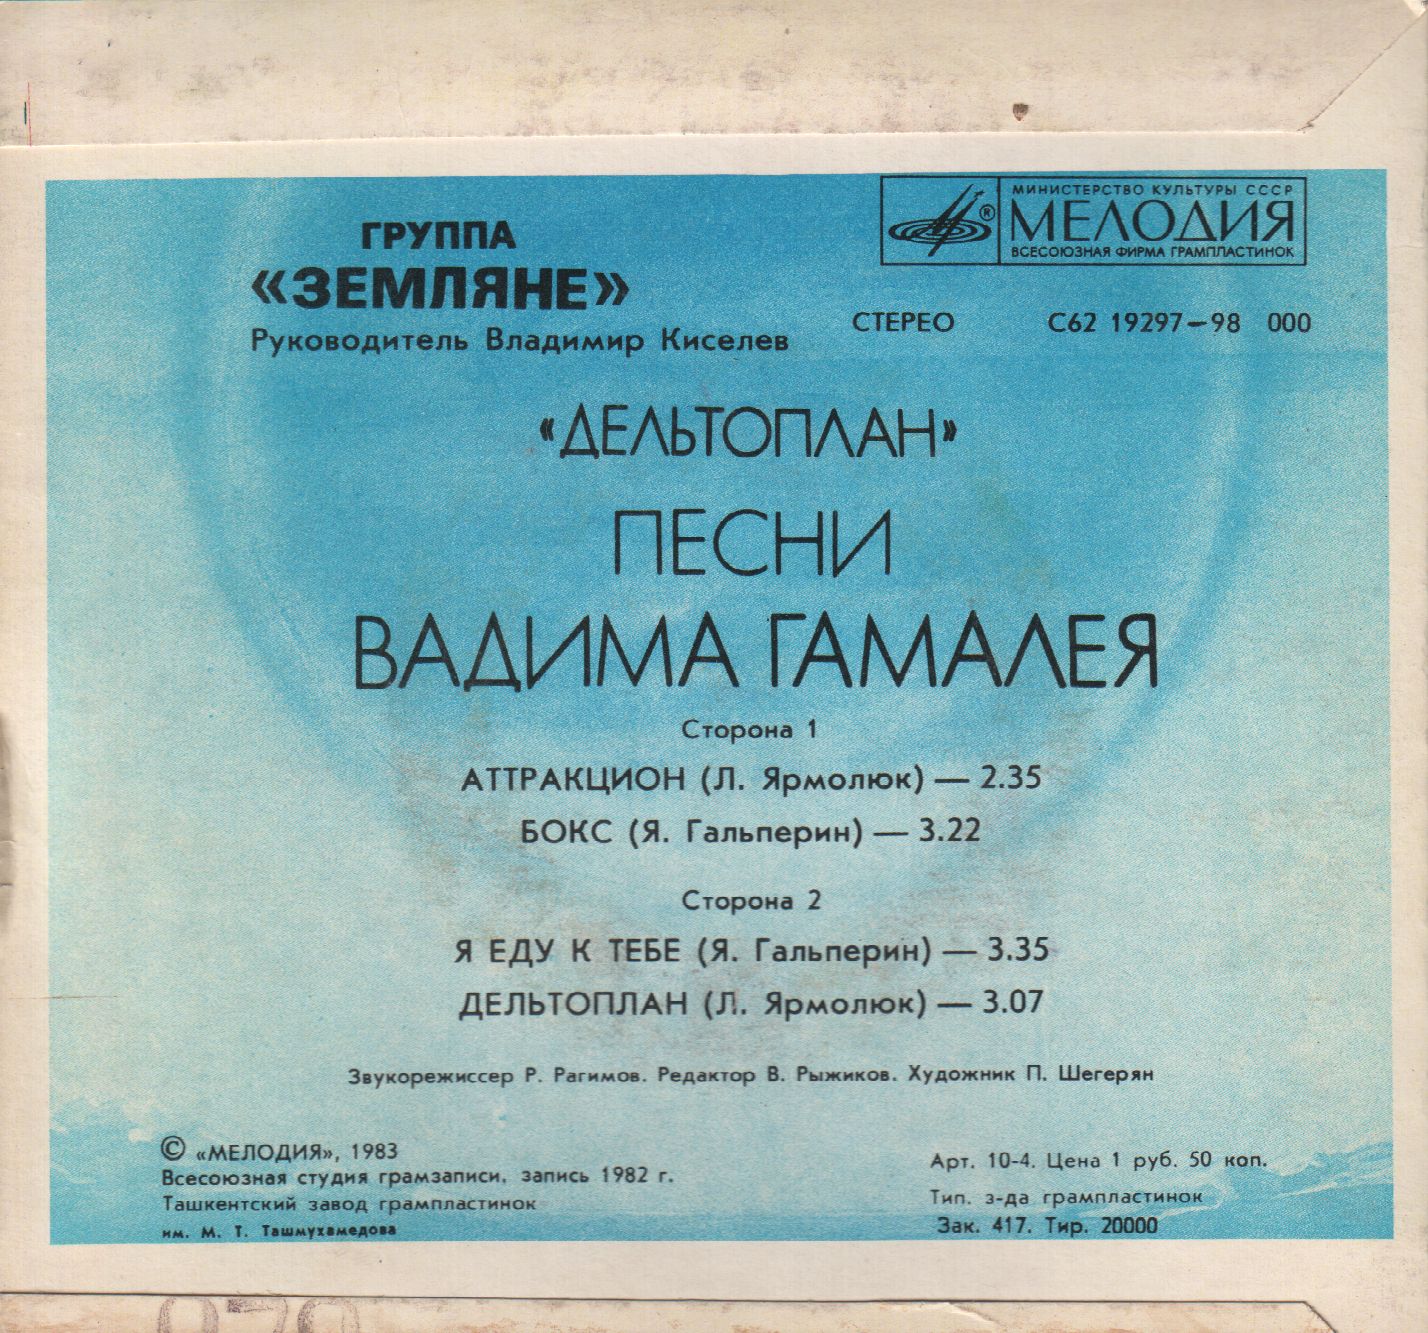 МИНИСТЕРСТВО КУЛЬТУРЫ СССР
МЕЛОДИЯ
®
ВСЕСОЮЗНАЯ ФИРМА ГРАМПЛАСТИНОК
ГРУППА
«ЗЕМЛЯНЕ»
Руководитель Владимир Киселев
СТЕРЕО С62 19297—98 000
«ДЕЛЬТОПЛАН»
ПЕСНИ
ВАДИМА ГАМАЛЕЯ
Сторона 1
АТТРАКЦИОН (Л. Ярмолюк) — 2.35
БОКС (Я. Гальперин) — 3.22
Сторона 2
Я ЕДУ К ТЕБЕ (Я. Гальперин) — 3.35
ДЕЛЬТОПЛАН (Л. Ярмолюк) — 3.07
Звукорежиссер Р. Рагимов. Редактор В. Рыжиков. Художник П. Шегерян
© «МЕЛОДИЯ», 1983
Всесоюзная студия грамзаписи, запись 1982 г.
Ташкентский завод грампластинок
им. М. Т. Ташмухамедова
Арт. 10-4. Цена 1 руб. 50 коп.
Тип. з-да грампластинок
Зак. 417. Тир. 20000